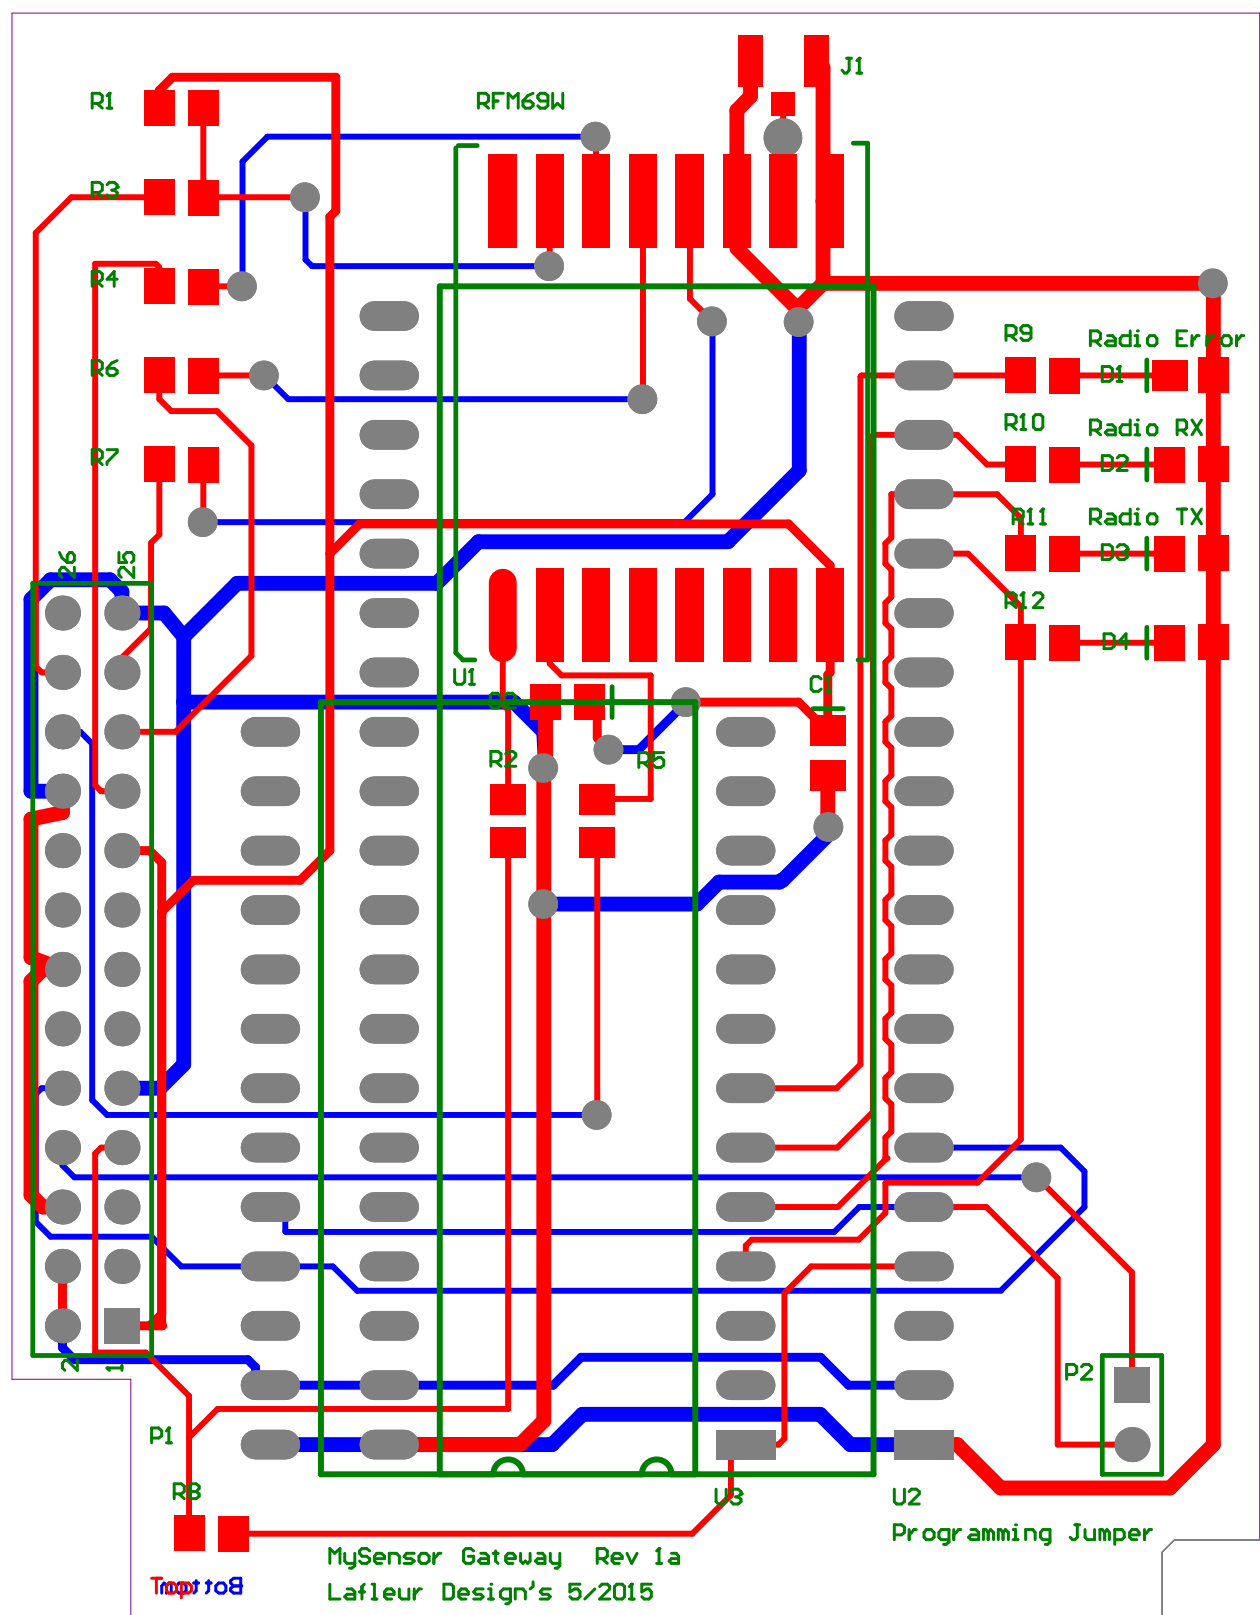 J1
R1
RFM69W
R3
R4
R9
Radio Error
R6
D1
R10
Radio RX
R7
D2
R11
Radio TX
26
25
D3
R12
D4
U1
C1
R2
R5
2
1
P2
P1
R8
U3
U2
Programming Jumper
MySensor Gateway Rev 1a
Top
Bottom
Lafleur Design's 5/2015